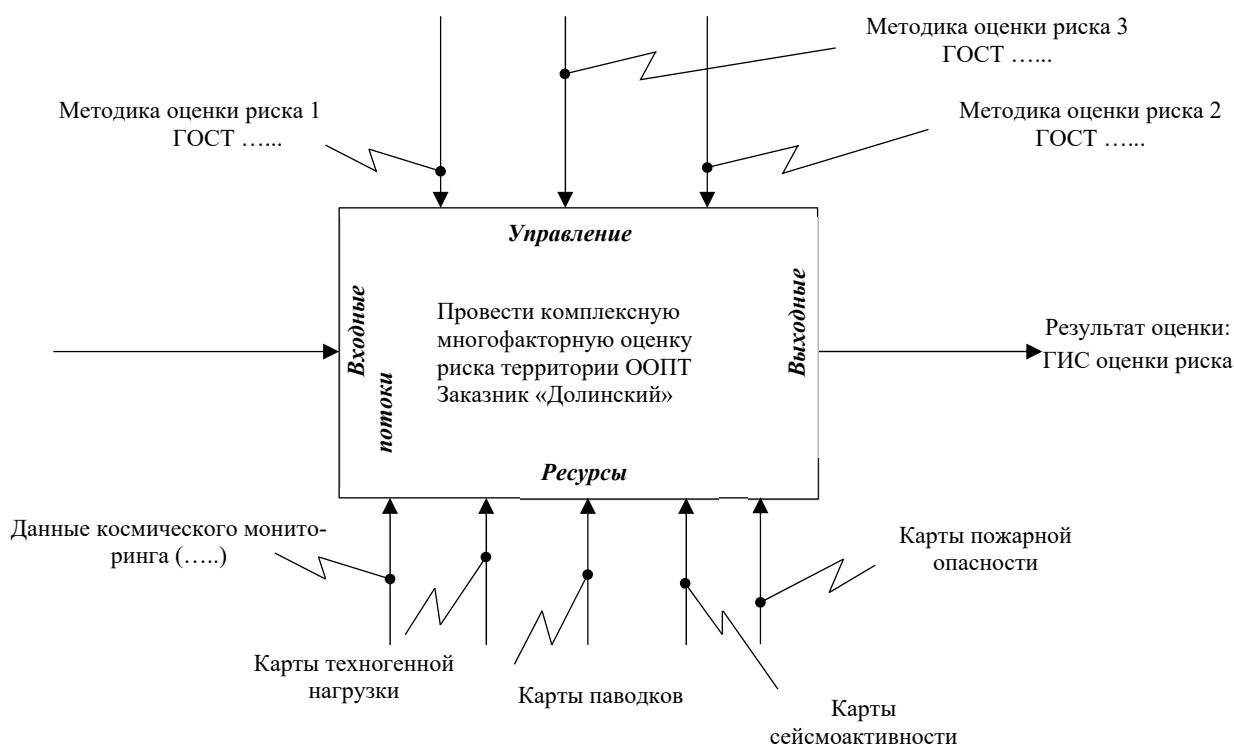 Методика оценки риска 3
ГОСТ …...
Методика оценки риска 1
ГОСТ …...
Методика оценки риска 2
ГОСТ …...
Управление
Входные
потоки
Провести комплексную
многофакторную оценку
риска территории ООПТ
Заказник «Долинский»
Выходные
Результат оценки:
ГИС оценки риска
Ресурсы
Данные космического монито-
ринга (…..)
Карты пожарной
опасности
Карты техногенной
нагрузки
Карты паводков
Карты
сейсмоактивности